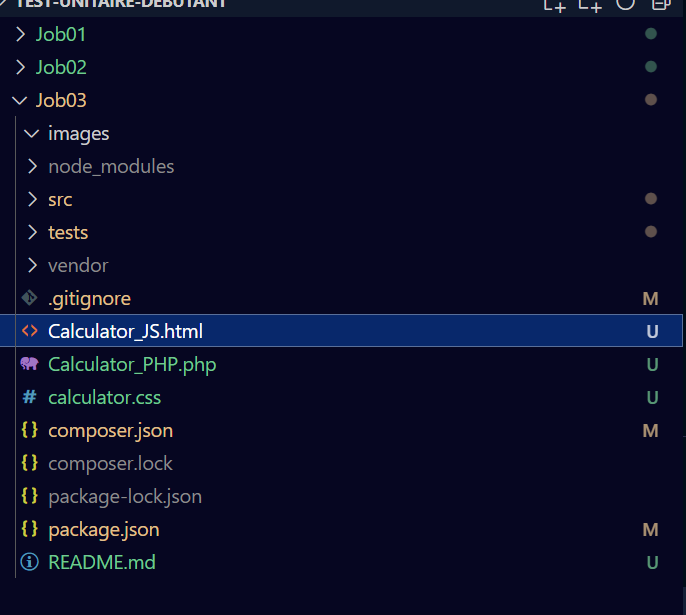 TEST-UNITAIRE-DEBUTANT
Job01
Job02
Job03
images
node_modules
src
tests
vendor
.gitignore M
Calculator_JS.html U
Calculator_PHP.php U
calculator.css U
composer.json M
composer.lock
package-lock.json
package.json M
README.md U